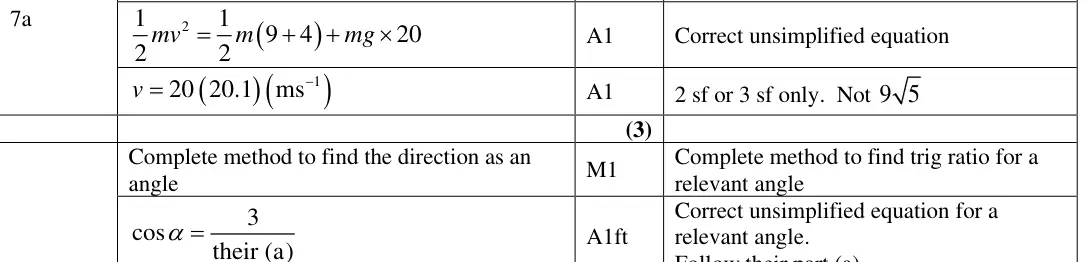 7a
1/2 mv² = 1/2 m(9+4)+mg×20 A1 Correct unsimplified equation
v = 20 (20.1) (ms⁻¹) A1 2 sf or 3 sf only. Not 9√5
(3)
Complete method to find the direction as an
angle
M1
Complete method to find trig ratio for a
relevant angle
cos α = 3 / their (a)
A1ft
Correct unsimplified equation for a
relevant angle.
Follow their part (a)